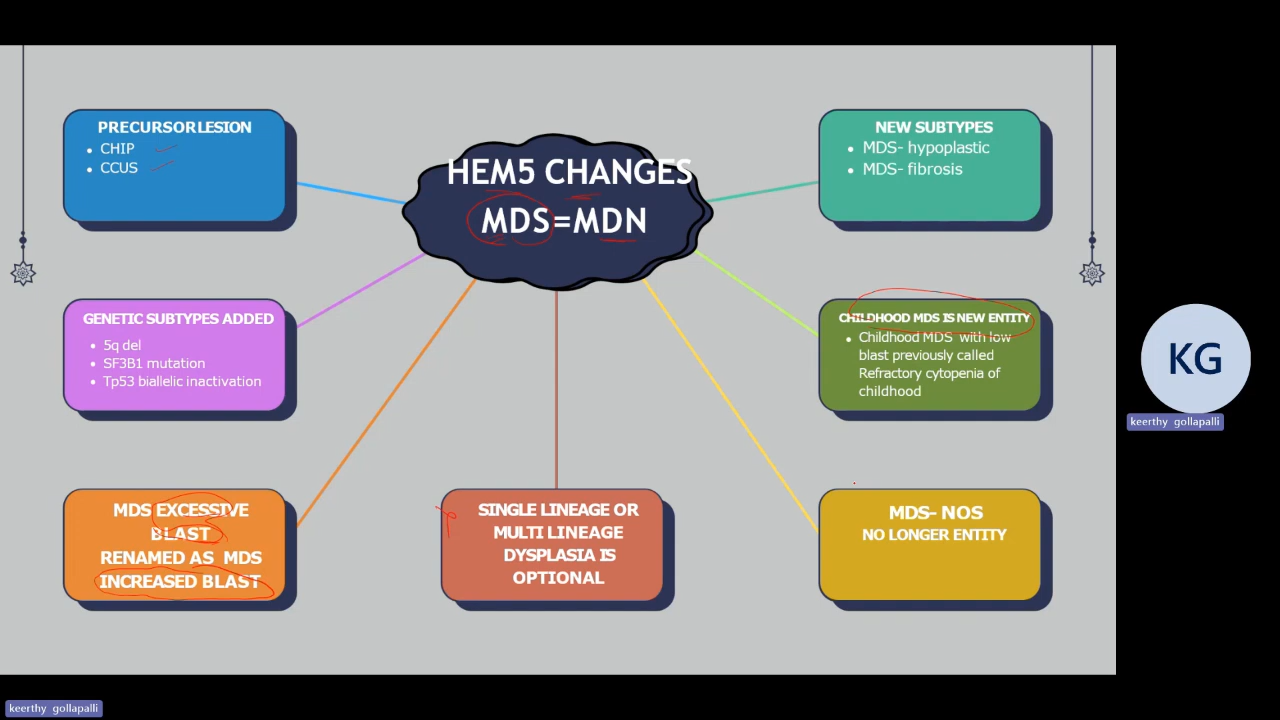 PRECURSOR LESION
• CHIP
• CCUS
HEM5 CHANGES
MDS=MDN
NEW SUBTYPES
• MDS- hypoplastic
• MDS- fibrosis
GENETIC SUBTYPES ADDED
• 5q del
• SF3B1 mutation
• Tp53 biallelic inactivation
CHILDHOOD MDS IS NEW ENTITY
• Childhood MDS with low
blast previously called
Refractory cytopenia of
childhood
KG
keerthy gollapalli
MDS EXCESSIVE
BLAST
RENAMED AS MDS
INCREASED BLAST
SINGLE LINEAGE OR
MULTI LINEAGE
DYSPLASIA IS
OPTIONAL
MDS- NOS
NO LONGER ENTITY
keerthy gollapalli